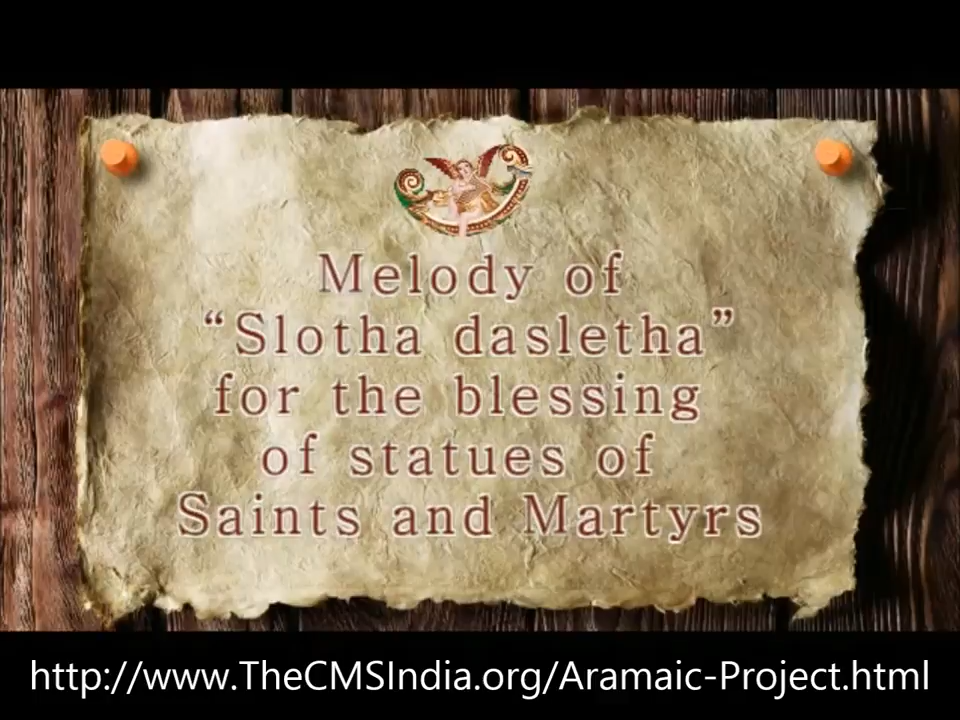 Melody of
“Slotha dasletha”
for the blessing
of statues of
Saints and Martyrs
http://www.TheCMSIndia.org/Aramaic-Project.html